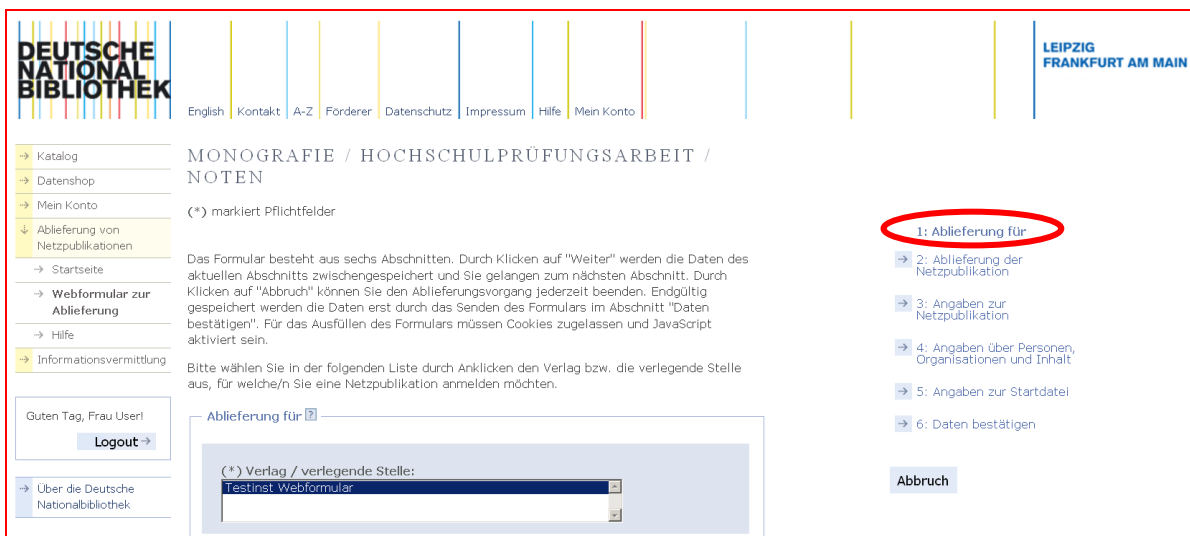 DEUTSCHE
NATIONAL
BIBLIOTHEK
English
Kontakt
A-Z
Förderer
Datenschutz
Impressum
Hilfe
Mein Konto
LEIPZIG
FRANKFURT AM MAIN
Katalog
Datenshop
Mein Konto
Ablieferung von
Netzpublikationen
Startseite
Webformular zur
Ablieferung
Hilfe
Informationsvermittlung
Guten Tag, Frau User!
Logout
Über die Deutsche
Nationalbibliothek
MONOGRAFIE / HOCHSCHULPRÜFUNGSARBEIT /
NOTEN
(*) markiert Pflichtfelder
Das Formular besteht aus sechs Abschnitten. Durch Klicken auf "Weiter" werden die Daten des
aktuellen Abschnitts zwischengespeichert und Sie gelangen zum nächsten Abschnitt. Durch
Klicken auf "Abbruch" können Sie den Ablieferungsvorgang jederzeit beenden. Endgültig
gespeichert werden die Daten erst durch das Senden des Formulars im Abschnitt "Daten
bestätigen". Für das Ausfüllen des Formulars müssen Cookies zugelassen und JavaScript
aktiviert sein.
Bitte wählen Sie in der folgenden Liste durch Anklicken den Verlag bzw. die verlegende Stelle
aus, für welche/n Sie eine Netzpublikation anmelden möchten.
Ablieferung für ?
(*) Verlag / verlegende Stelle:
Testinst Webformular
1: Ablieferung für
2: Ablieferung der
Netzpublikation
3: Angaben zur
Netzpublikation
4: Angaben über Personen,
Organisationen und Inhalt
5: Angaben zur Startdatei
6: Daten bestätigen
Abbruch